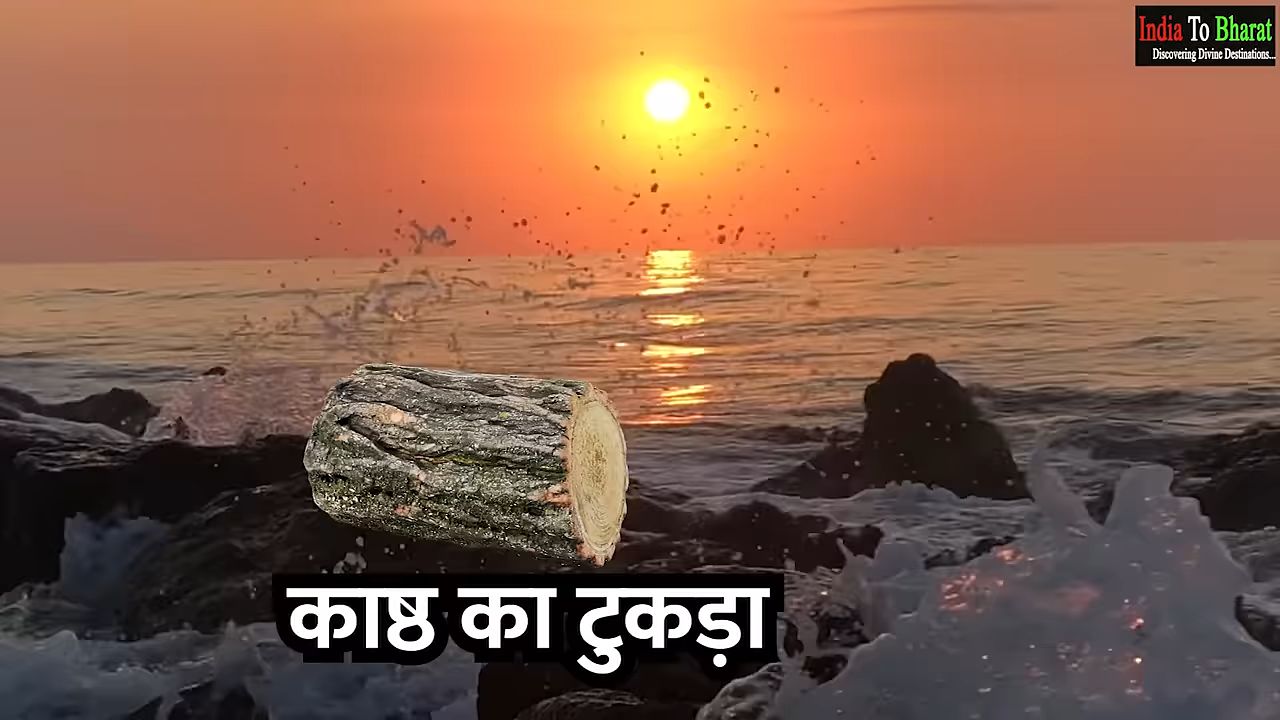 India To Bharat
Discovering Divine Destinations...
काष्ठ का टुकड़ा